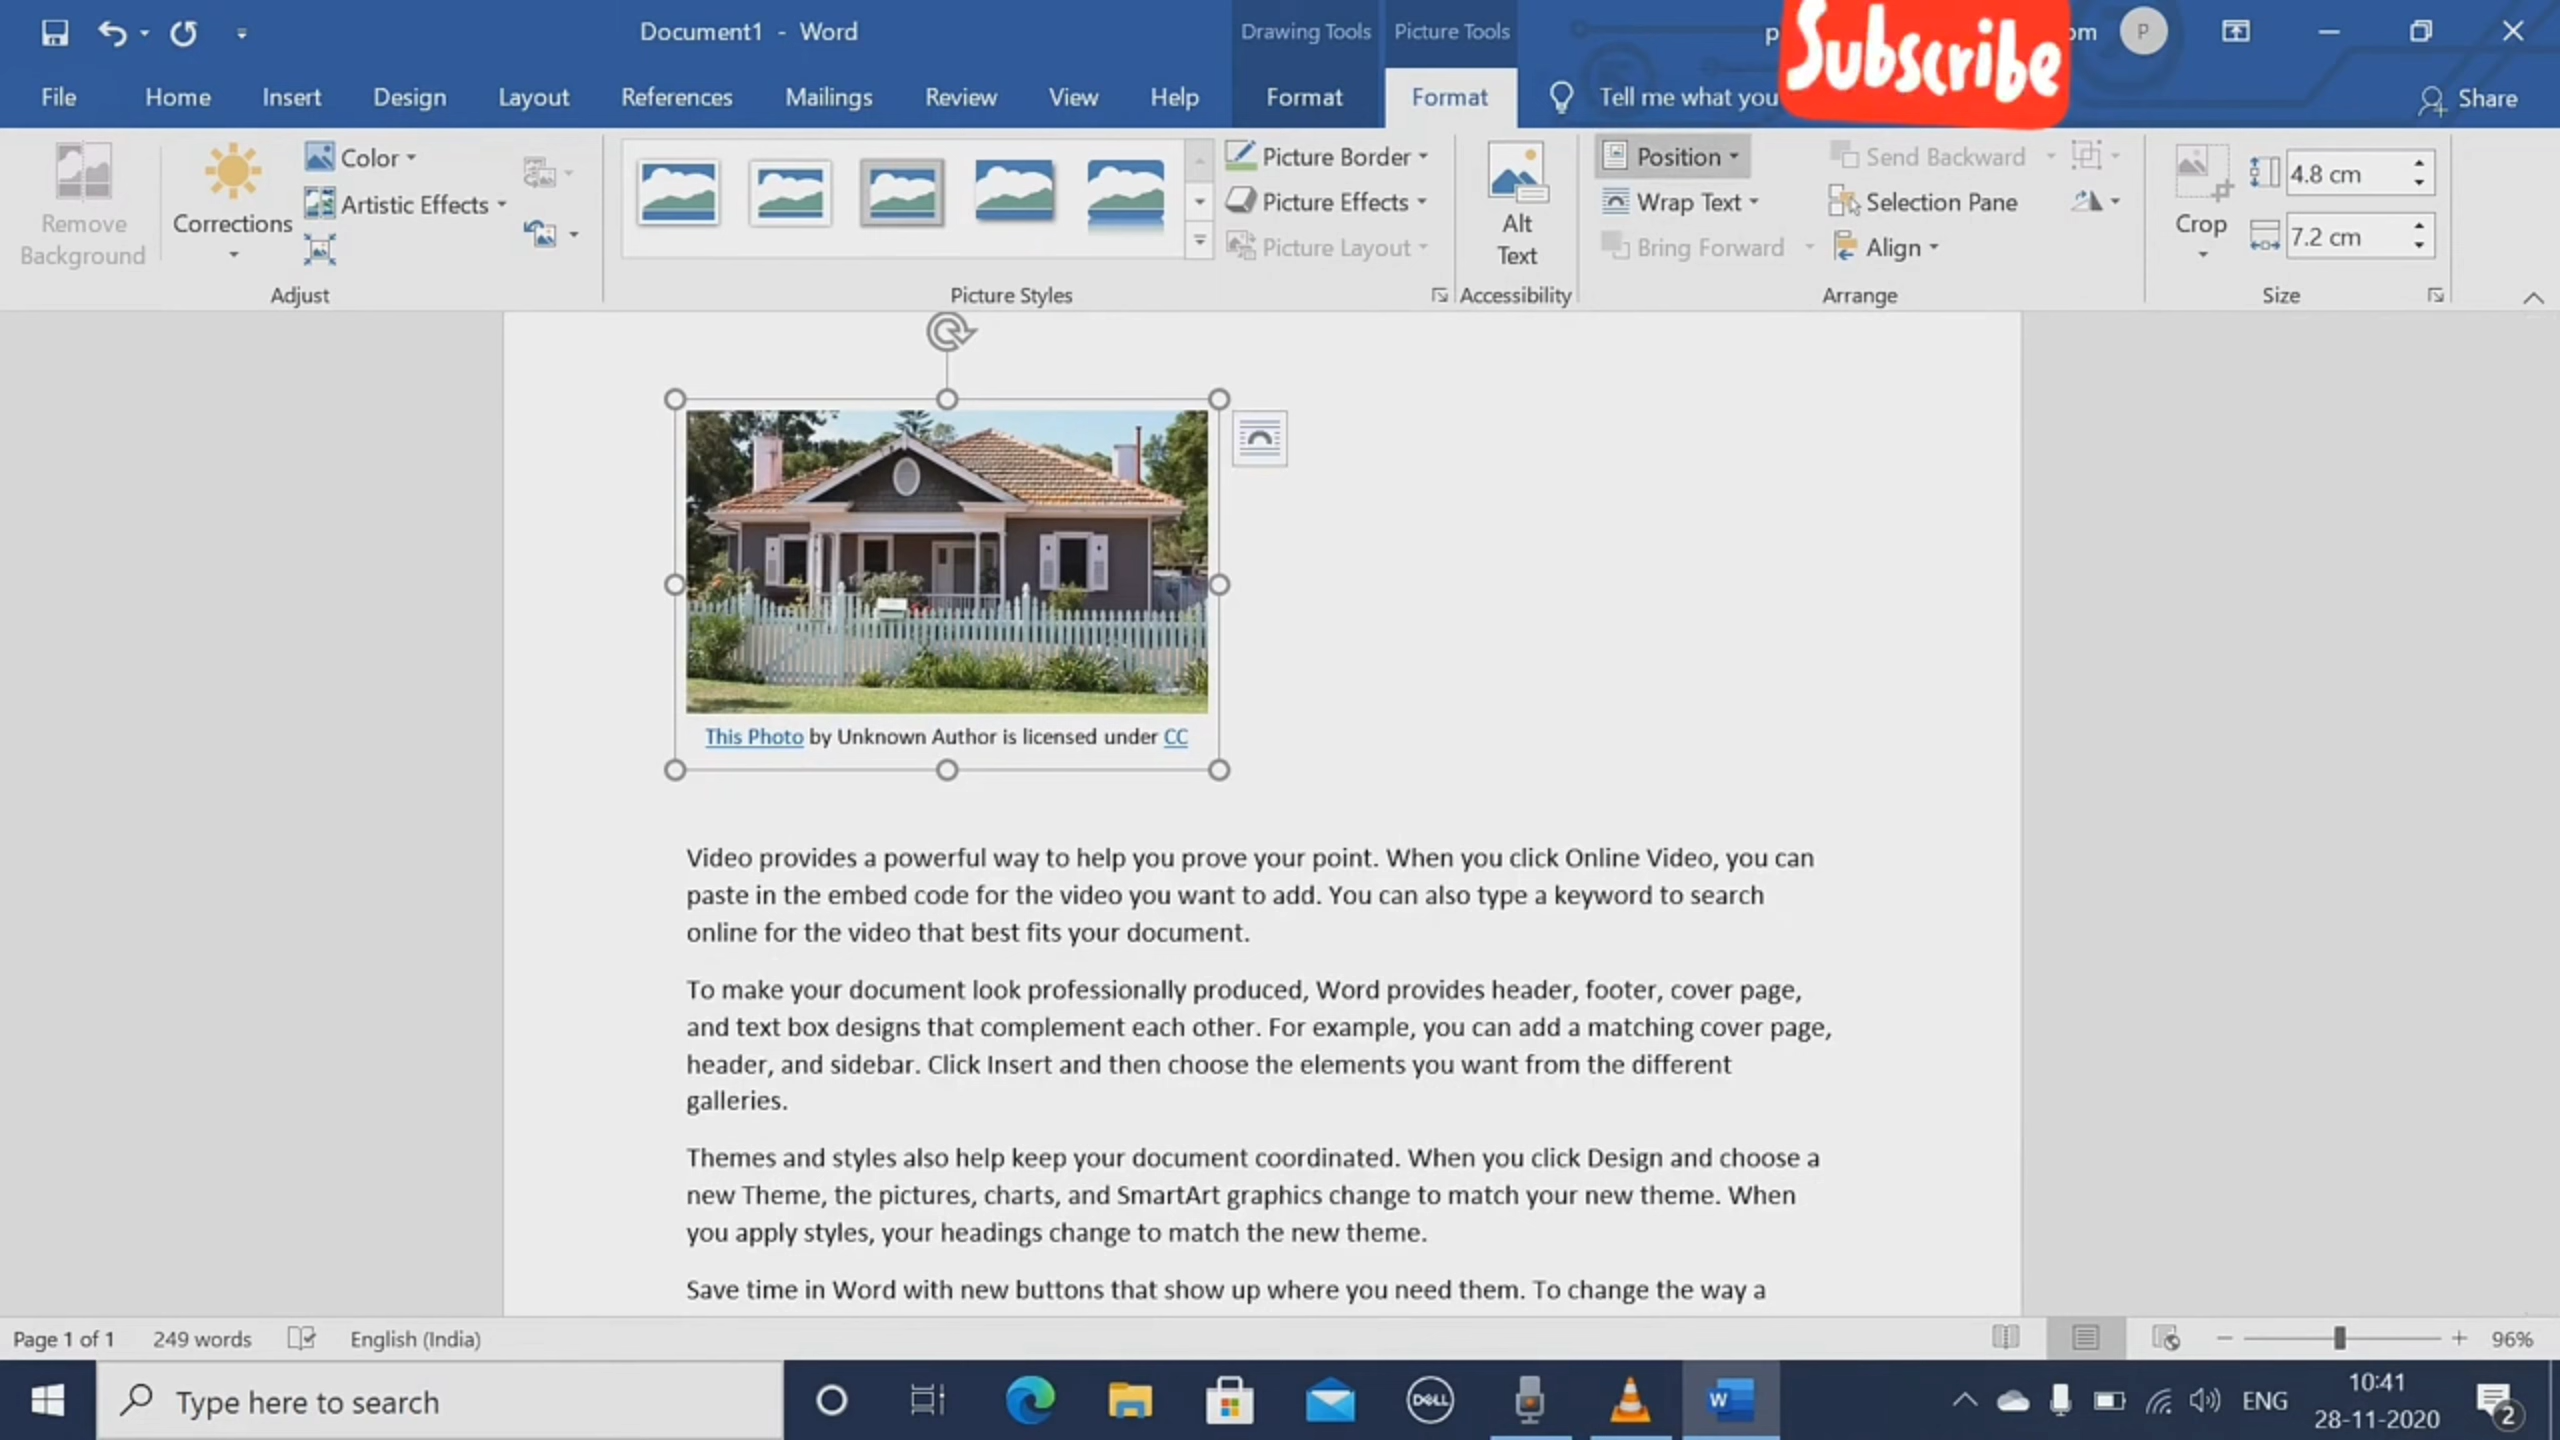 Document1 - Word
Drawing Tools
Picture Tools
p
Subscribe
om
P
File
Home
Insert
Design
Layout
References
Mailings
Review
View
Help
Format
Format
Tell me what you
Share
Remove
Background
Corrections
Color
Artistic Effects
Adjust
Picture Styles
Picture Border
Picture Effects
Picture Layout
Alt
Text
Accessibility
Position
Wrap Text
Bring Forward
Send Backward
Selection Pane
Align
Arrange
Crop
4.8 cm
7.2 cm
Size
This Photo by Unknown Author is licensed under CC
Video provides a powerful way to help you prove your point. When you click Online Video, you can
paste in the embed code for the video you want to add. You can also type a keyword to search
online for the video that best fits your document.
To make your document look professionally produced, Word provides header, footer, cover page,
and text box designs that complement each other. For example, you can add a matching cover page,
header, and sidebar. Click Insert and then choose the elements you want from the different
galleries.
Themes and styles also help keep your document coordinated. When you click Design and choose a
new Theme, the pictures, charts, and SmartArt graphics change to match your new theme. When
you apply styles, your headings change to match the new theme.
Save time in Word with new buttons that show up where you need them. To change the way a
Page 1 of 1
249 words
English (India)
96%
Type here to search
DELL
W
ENG
10:41
28-11-2020
2